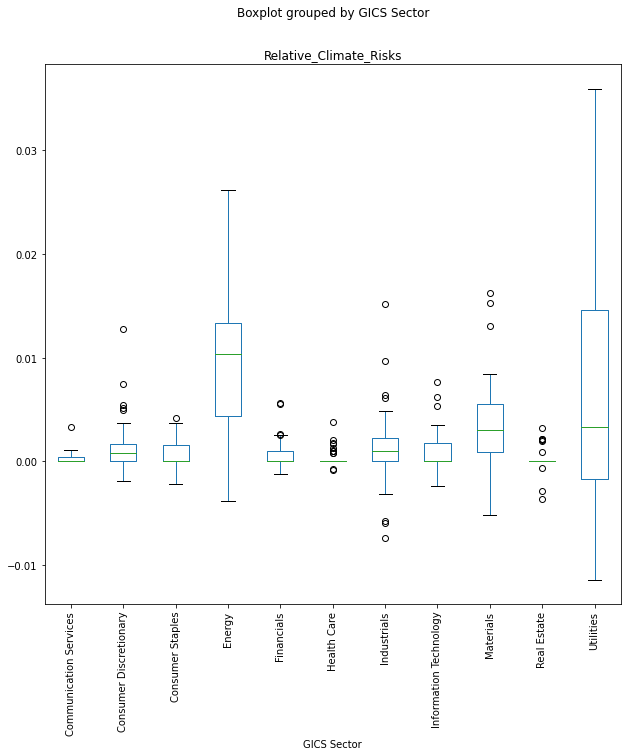 Boxplot grouped by GICS Sector
Relative_Climate_Risks
0.03
0.02
0.01
0.00
−0.01
Communication Services
Consumer Discretionary
Consumer Staples
Energy
Financials
Health Care
Industrials
Information Technology
Materials
Real Estate
Utilities
GICS Sector